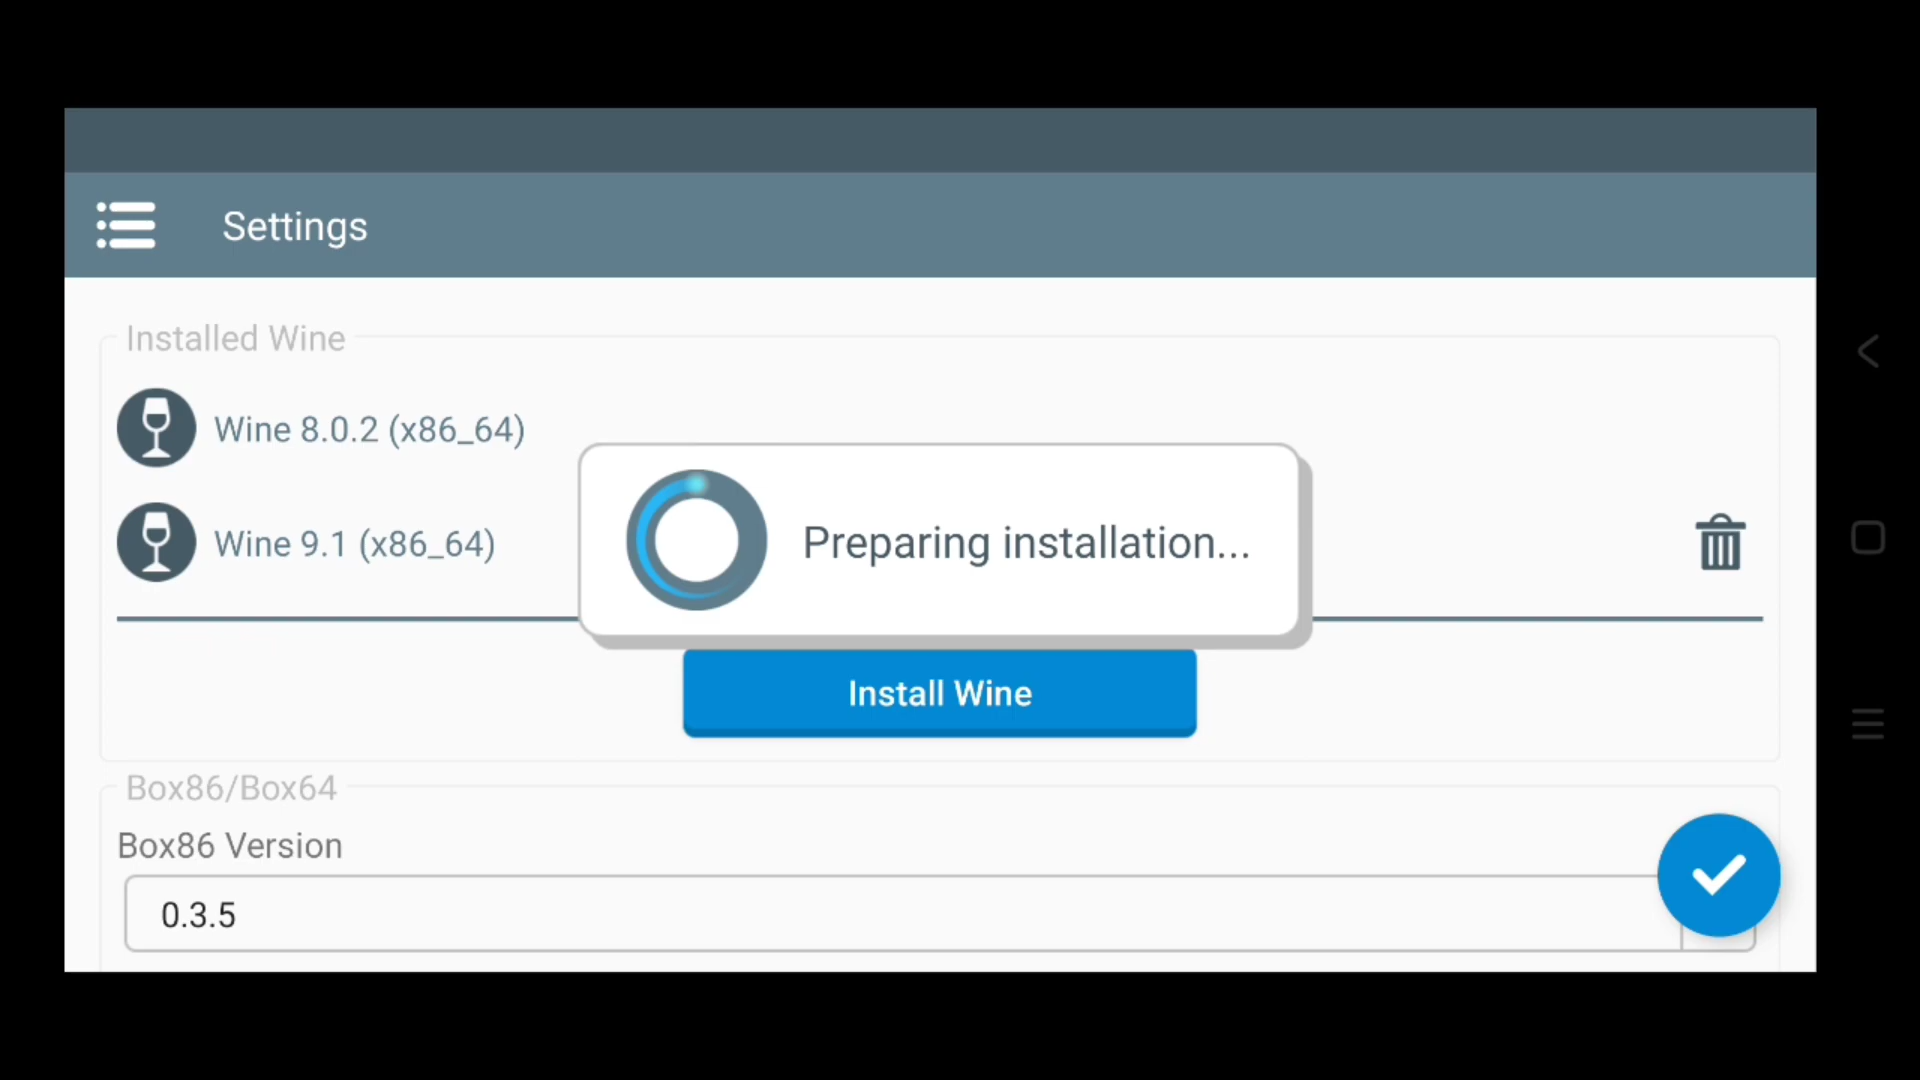 Settings
Installed Wine
Wine 8.0.2 (x86_64)
Wine 9.1 (x86_64)
Preparing installation...
Install Wine
Box86/Box64
Box86 Version
0.3.5